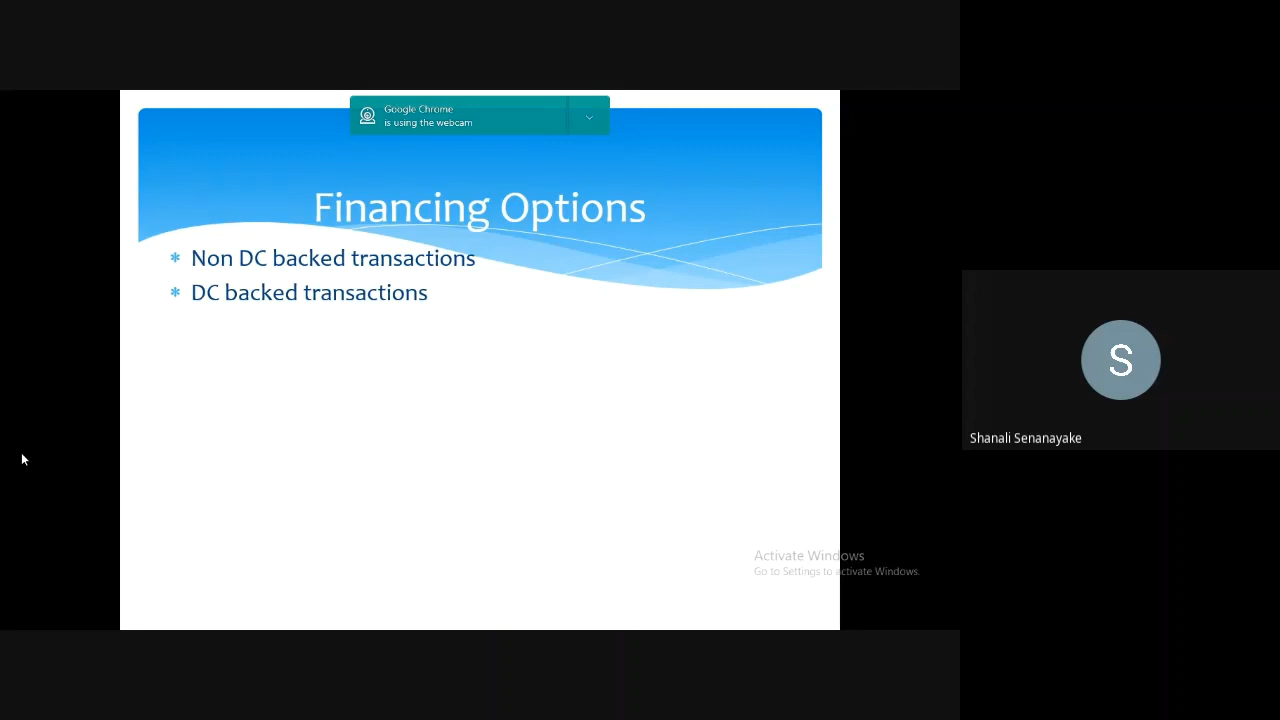 Google Chrome
is using the webcam
Financing Options
Non DC backed transactions
DC backed transactions
S
Shanali Senanayake
Activate Windows
Go to Settings to activate Windows.